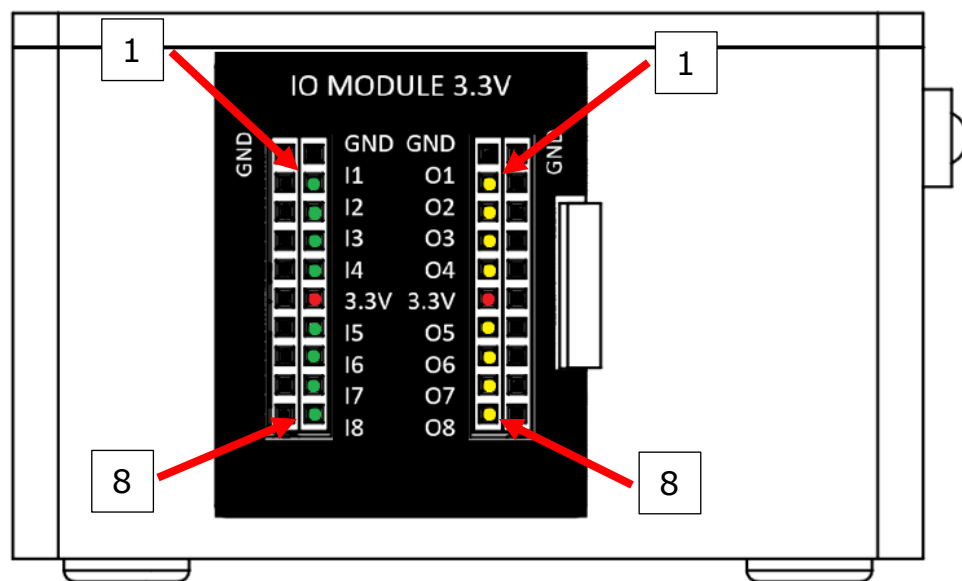 1
1
IO MODULE 3.3V
GND
GND GND
GND
I1 O1
I2 O2
I3 O3
I4 O4
3.3V 3.3V
I5 O5
I6 O6
I7 O7
I8 O8
8
8